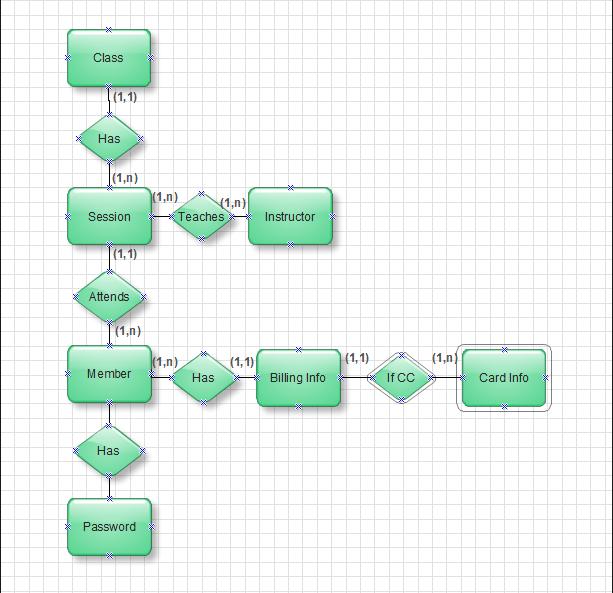 Class
(1,1)
Has
(1,n)
Session
(1,n)
Teaches
(1,n)
Instructor
(1,1)
Attends
(1,n)
Member
(1,n)
Has
(1,1)
Billing Info
(1,1)
If CC
(1,n)
Card Info
Has
Password